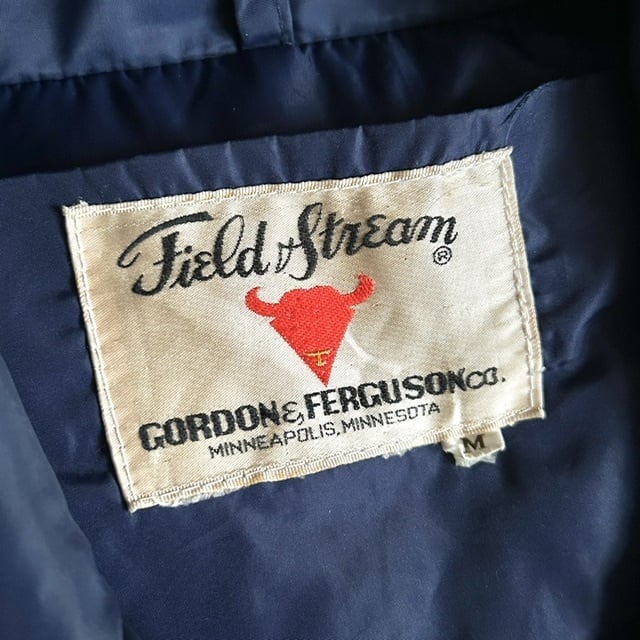 Field & Stream ®
GORDON & FERGUSON CO.
MINNEAPOLIS, MINNESOTA
M